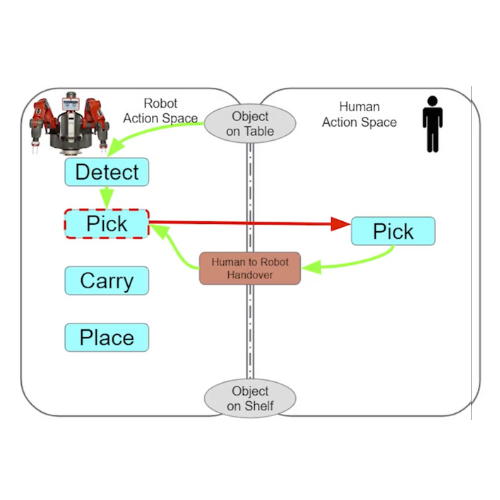 Robot
Action Space
Object
on Table
Human
Action Space
Detect
Pick
Pick
Human to Robot
Handover
Carry
Place
Object
on Shelf